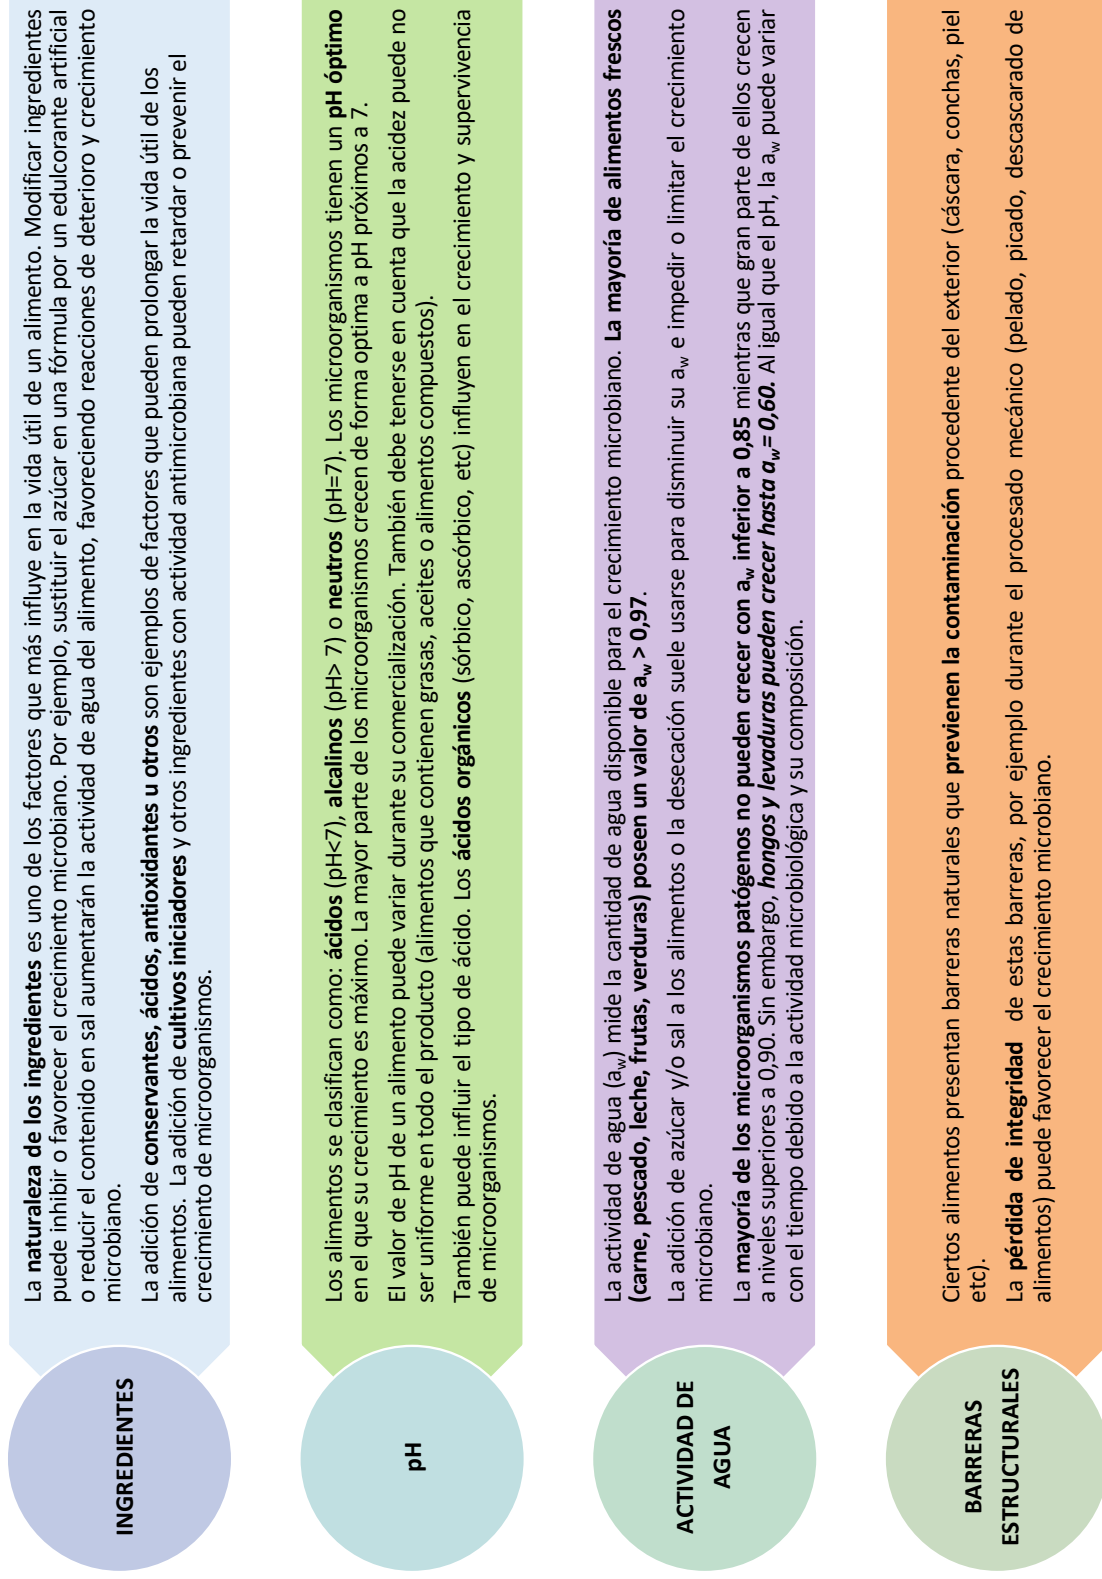 INGREDIENTES
La naturaleza de los ingredientes es uno de los factores que más influye en la vida útil de un alimento. Modificar ingredientes
puede inhibir o favorecer el crecimiento microbiano. Por ejemplo, sustituir el azúcar en una fórmula por un edulcorante artificial
o reducir el contenido en sal aumentarán la actividad de agua del alimento, favoreciendo reacciones de deterioro y crecimiento
microbiano.
La adición de conservantes, ácidos, antioxidantes u otros son ejemplos de factores que pueden prolongar la vida útil de los
alimentos. La adición de cultivos iniciadores y otros ingredientes con actividad antimicrobiana pueden retardar o prevenir el
crecimiento de microorganismos.
pH
Los alimentos se clasifican como: ácidos (pH<7), alcalinos (pH> 7) o neutros (pH=7). Los microorganismos tienen un pH óptimo
en el que su crecimiento es máximo. La mayor parte de los microorganismos crecen de forma optima a pH próximos a 7.
El valor de pH de un alimento puede variar durante su comercialización. También debe tenerse en cuenta que la acidez puede no
ser uniforme en todo el producto (alimentos que contienen grasas, aceites o alimentos compuestos).
También puede influir el tipo de ácido. Los ácidos orgánicos (sórbico, ascórbico, etc) influyen en el crecimiento y supervivencia
de microorganismos.
ACTIVIDAD DE
AGUA
La actividad de agua (aw) mide la cantidad de agua disponible para el crecimiento microbiano. La mayoría de alimentos frescos
(carne, pescado, leche, frutas, verduras) poseen un valor de aw > 0,97.
La adición de azúcar y/o sal a los alimentos o la desecación suele usarse para disminuir su aw e impedir o limitar el crecimiento
microbiano.
La mayoría de los microorganismos patógenos no pueden crecer con aw inferior a 0,85 mientras que gran parte de ellos crecen
a niveles superiores a 0,90. Sin embargo, hongos y levaduras pueden crecer hasta aw= 0,60. Al igual que el pH, la aw puede variar
con el tiempo debido a la actividad microbiológica y su composición.
BARRERAS
ESTRUCTURALES
Ciertos alimentos presentan barreras naturales que previenen la contaminación procedente del exterior (cáscara, conchas, piel
etc).
La pérdida de integridad de estas barreras, por ejemplo durante el procesado mecánico (pelado, picado, descascarado de
alimentos) puede favorecer el crecimiento microbiano.